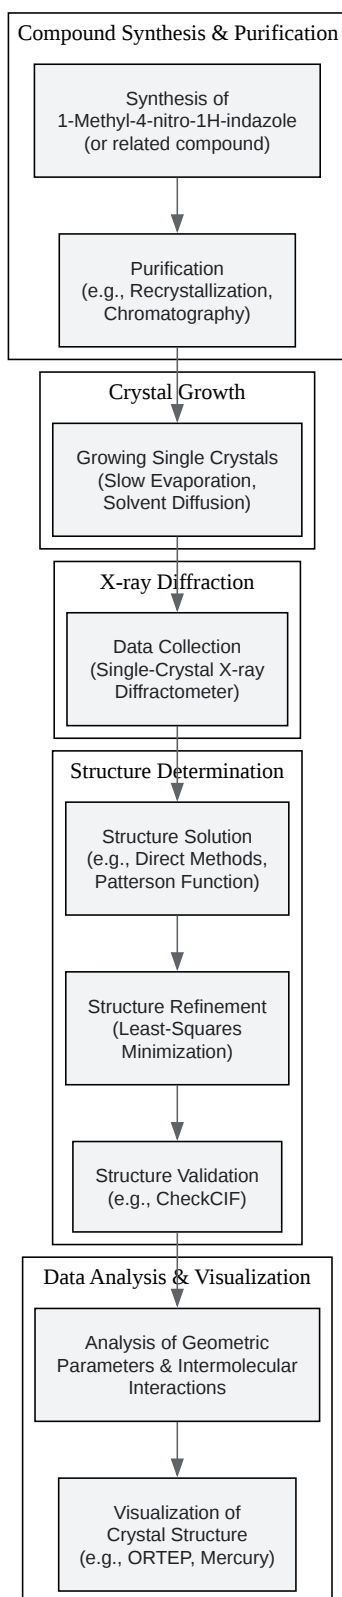 Compound Synthesis & Purification
Synthesis of
1-Methyl-4-nitro-1H-indazole
(or related compound)
Purification
(e.g., Recrystallization,
Chromatography)
Crystal Growth
Growing Single Crystals
(Slow Evaporation,
Solvent Diffusion)
X-ray Diffraction
Data Collection
(Single-Crystal X-ray
Diffractometer)
Structure Determination
Structure Solution
(e.g., Direct Methods,
Patterson Function)
Structure Refinement
(Least-Squares
Minimization)
Structure Validation
(e.g., CheckCIF)
Data Analysis & Visualization
Analysis of Geometric
Parameters & Intermolecular
Interactions
Visualization of
Crystal Structure
(e.g., ORTEP, Mercury)